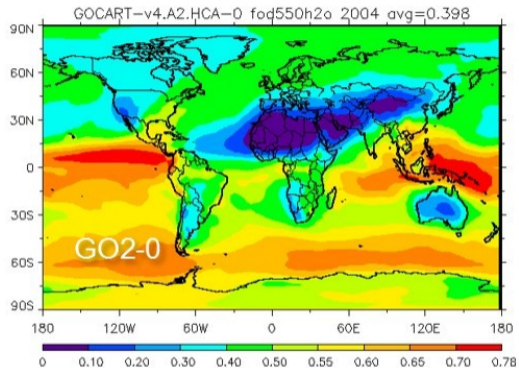 GOCART-v4.A2.HCA-0 fod550h2o 2004 avg=0.398
90N
60N
30N
0
30S
60S
90S
GO2-0
180 120W 60W 0 60E 120E 180
0 0.10 0.20 0.30 0.40 0.50 0.55 0.60 0.65 0.70 0.78